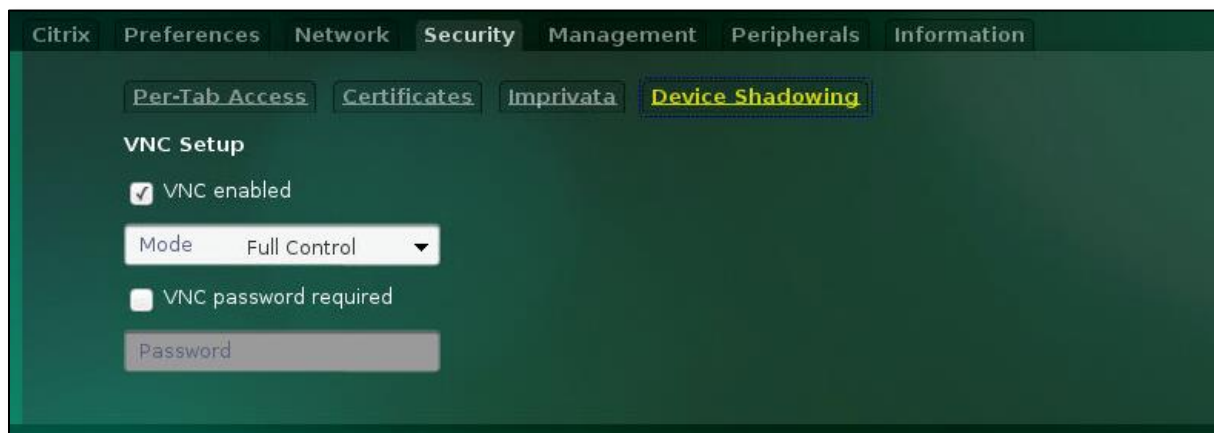 Citrix Preferences Network Security Management Peripherals Information
Per-Tab Access Certificates Imprivata Device Shadowing
VNC Setup
VNC enabled
Mode Full Control
VNC password required
Password